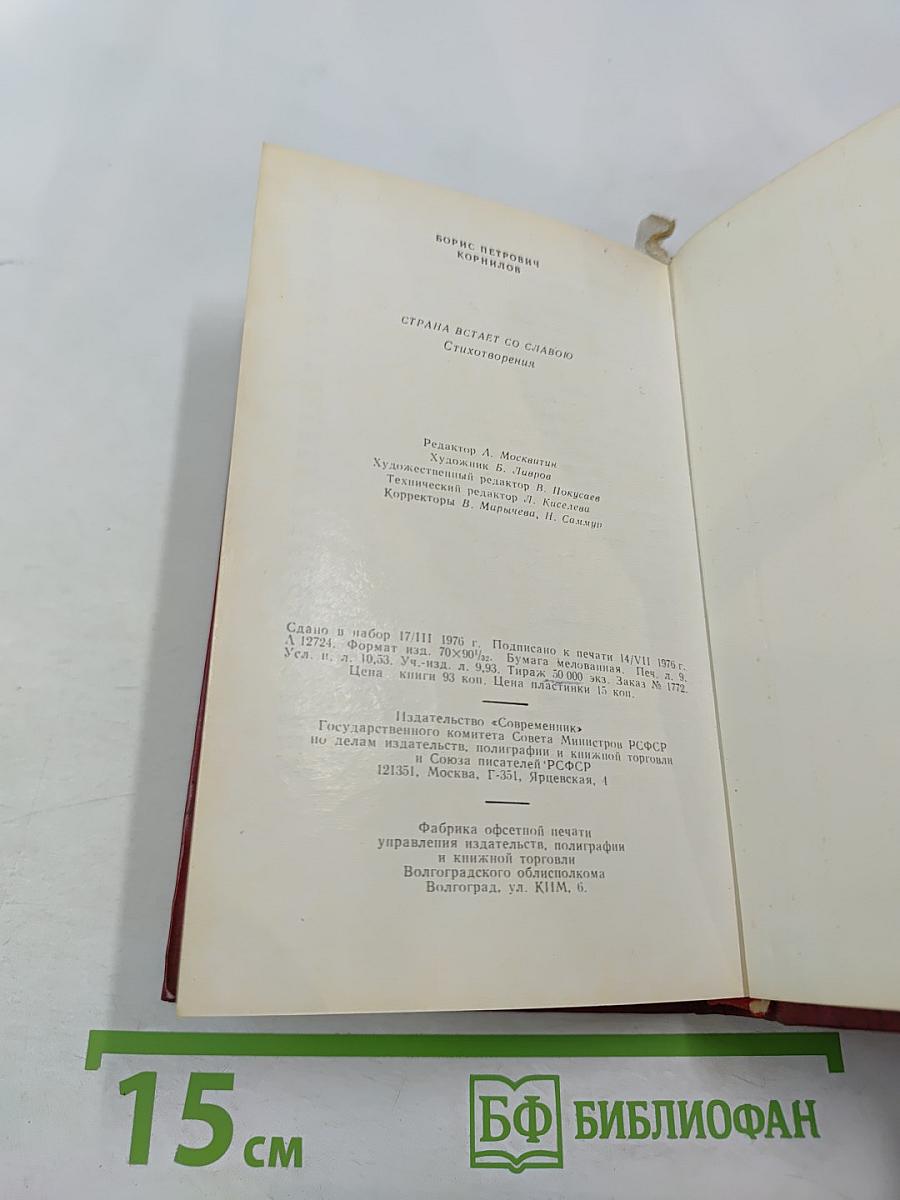 БОРИС ПЕТРОВИЧ
КОРНИЛОВ
СТРАНА ВСТАЕТ СО СЛАВОЮ
Стихотворения
Редактор А. Москвитин
Художник Б. Лавров
Художественный редактор В. Покусаев
Технический редактор Л. Киселева
Корректоры В. Марычева, Н. Саммур
Сдано в набор 17/III 1976 г. Подписано к печати 14/VII 1976 г.
А 12724. Формат изд. 70×90¹/₃₂. Бумага мелованная. Печ. л. 9.
Усл. п. л. 10,53. Уч.-изд. л. 9,93. Тираж 50 000 экз. Заказ № 1772.
Цена книги 93 коп. Цена пластинки 15 коп.
Издательство «Современник»
Государственного комитета Совета Министров РСФСР
по делам издательств, полиграфии и книжной торговли
и Союза писателей РСФСР
121351, Москва, Г-351, Ярцевская, 4
Фабрика офсетной печати
управления издательств, полиграфии
и книжной торговли
Волгоградского облисполкома
Волгоград, ул. КИМ, 6.
15 см
БФ БИБЛИОФАН